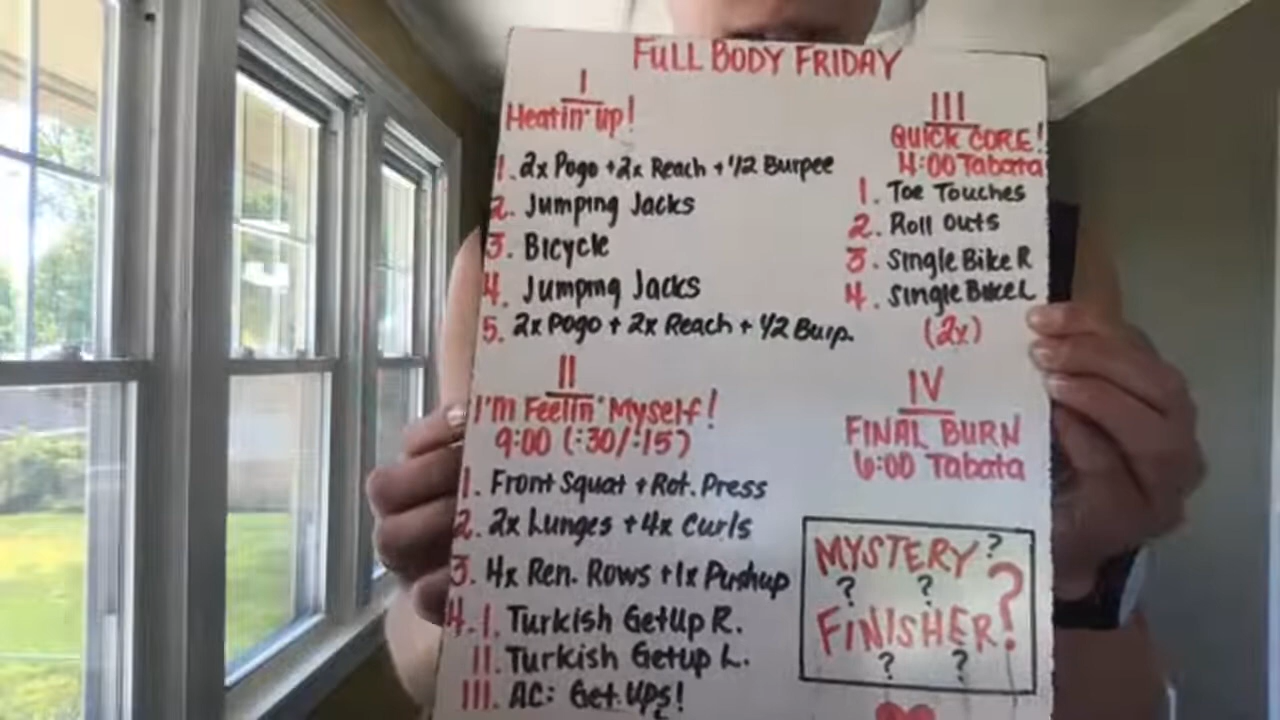 FULL BODY FRIDAY
I
Heatin' up!
1. 2x Pogo + 2x Reach + 1/2 Burpee
2. Jumping Jacks
3. Bicycle
4. Jumping Jacks
5. 2x Pogo + 2x Reach + 1/2 Burp.
II
I'm Feelin' Myself!
9:00 (:30/:15)
1. Front Squat + Rot. Press
2. 2x Lunges + 4x Curls
3. 4x Ren. Rows + 1x Pushup
4. I. Turkish GetUp R.
II. Turkish Getup L.
III. AC: Get Ups!
III
QUICK CORE!
4:00 Tabata
1. Toe Touches
2. Roll outs
3. Single Bike R
4. Single Bike L
(2x)
IV
FINAL BURN
6:00 Tabata
MYSTERY ?
? ? ?
FINISHER!
? ?